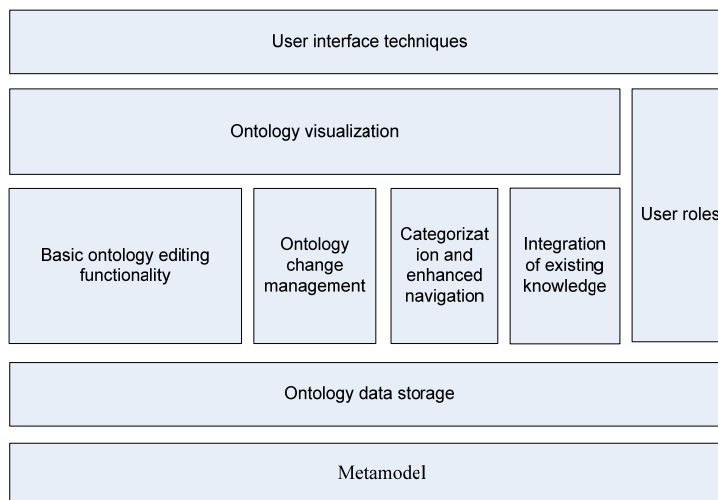 User interface techniques
Ontology visualization
User roles
Basic ontology editing
functionality
Ontology
change
management
Categorizat
ion and
enhanced
navigation
Integration
of existing
knowledge
Ontology data storage
Metamodel